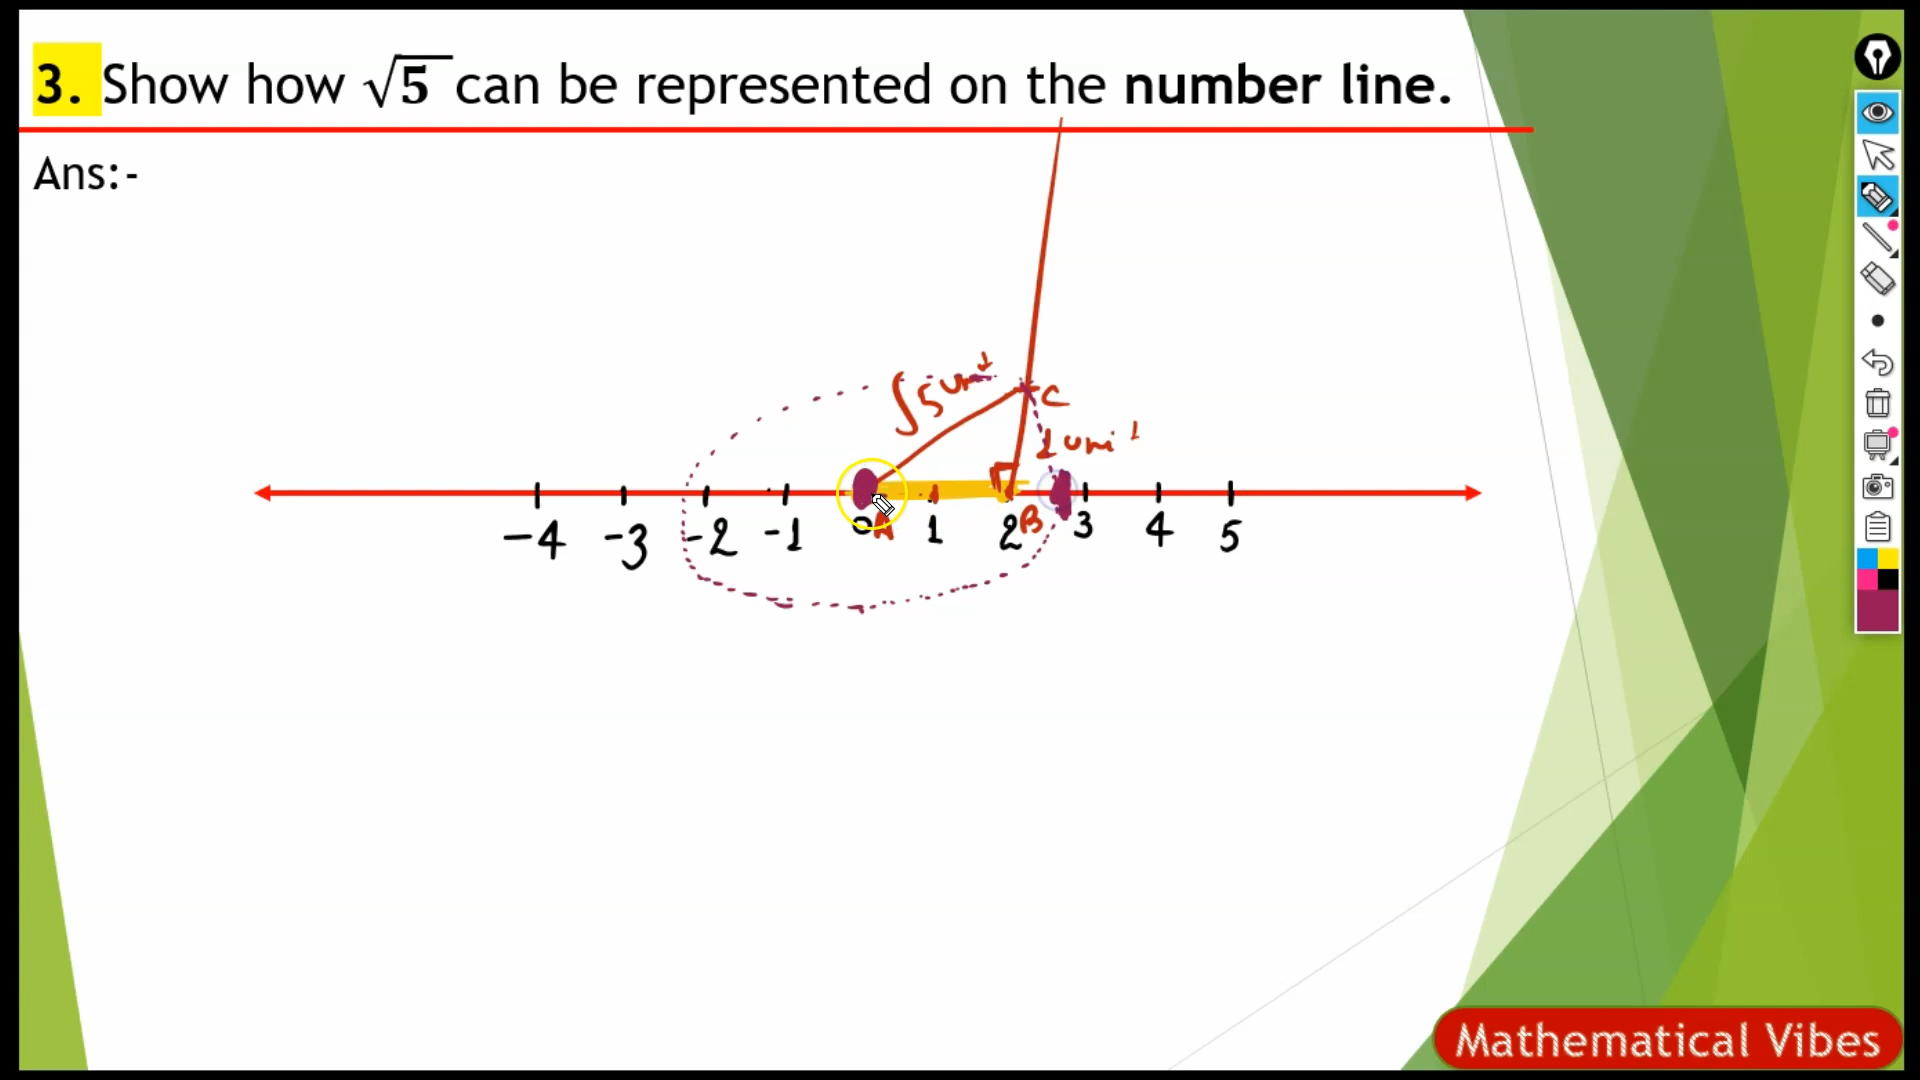 3. Show how √5 can be represented on the number line.
Ans:-
√5 unit
C
1 unit
-4 -3 -2 -1 0 A 1 2 B 3 4 5
Mathematical Vibes